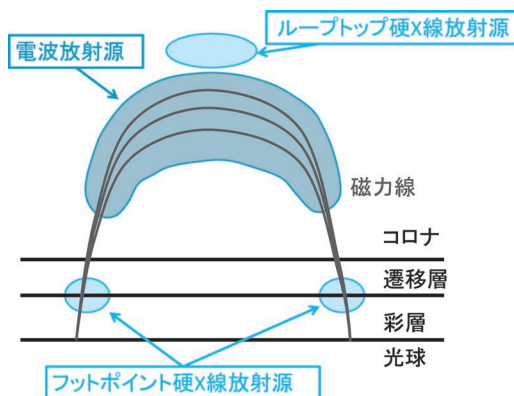 ループトップ硬X線放射源
電波放射源
磁力線
コロナ
遷移層
彩層
光球
フットポイント硬X線放射源